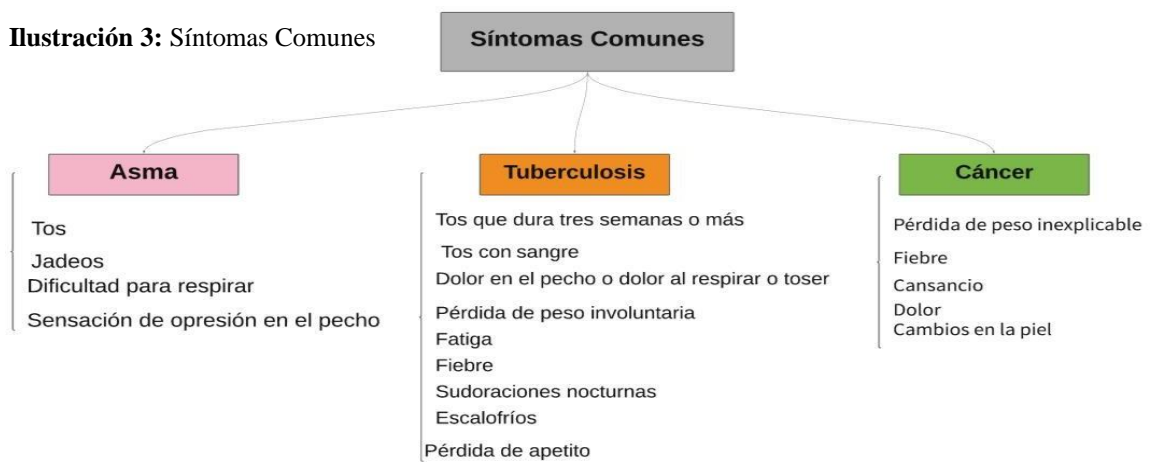 Ilustración 3: Síntomas Comunes
Síntomas Comunes
Asma
Tos
Jadeos
Dificultad para respirar
Sensación de opresión en el pecho
Tuberculosis
Tos que dura tres semanas o más
Tos con sangre
Dolor en el pecho o dolor al respirar o toser
Pérdida de peso involuntaria
Fatiga
Fiebre
Sudoraciones nocturnas
Escalofríos
Pérdida de apetito
Cáncer
Pérdida de peso inexplicable
Fiebre
Cansancio
Dolor
Cambios en la piel